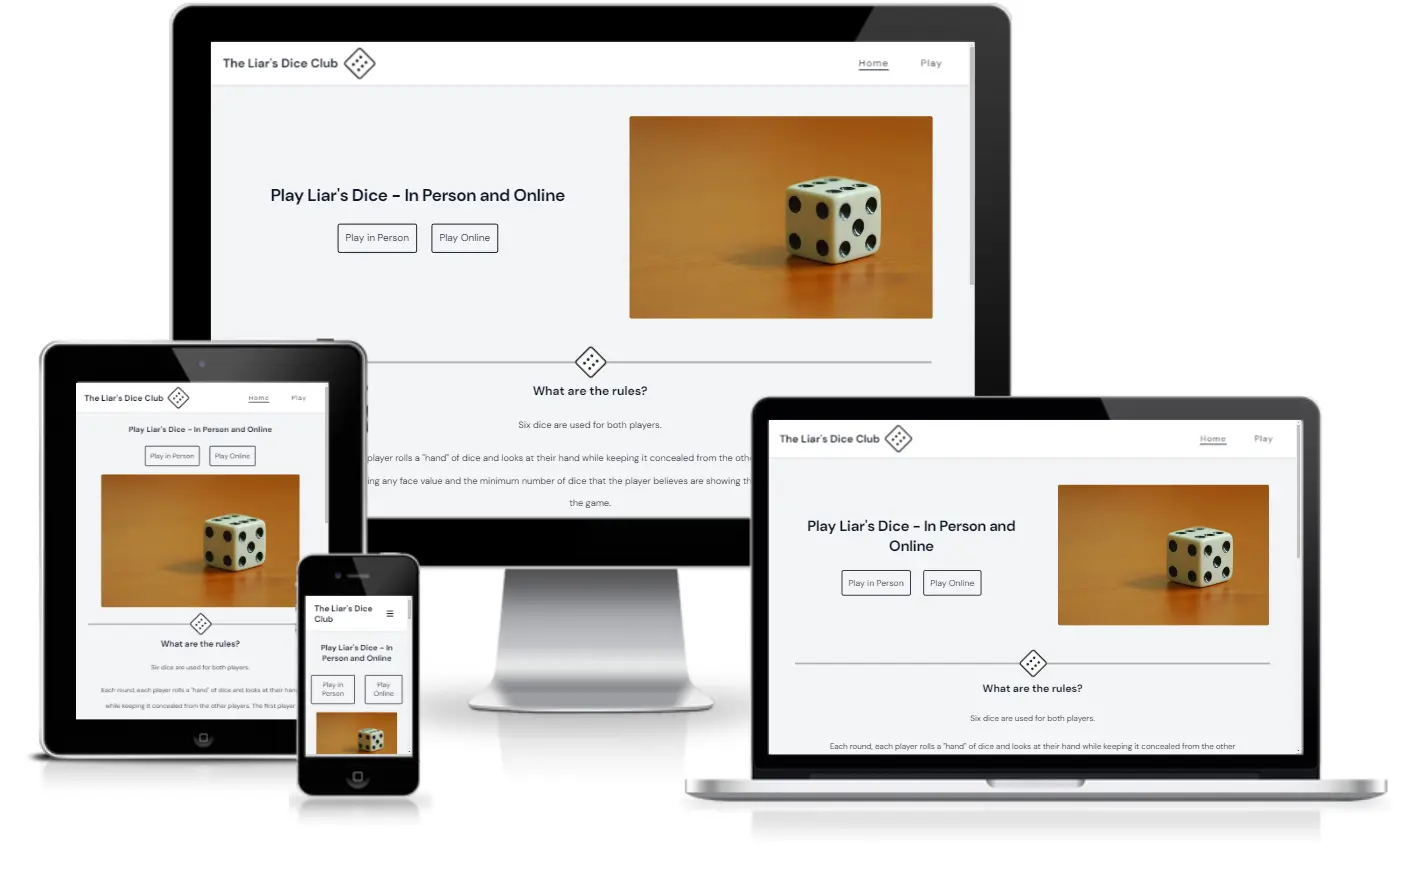 The Liar's Dice Club
Home Play
Play Liar's Dice - In Person and Online
Play in Person Play Online
What are the rules?
Six dice are used for both players.
player rolls a "hand" of dice and looks at their hand while keeping it concealed from the othe
ing any face value and the minimum number of dice that the player believes are showing th
the game.
The Liar's Dice Club
Home Play
Play Liar's Dice - In Person and Online
Play in Person Play Online
What are the rules?
Six dice are used for both players.
Each round, each player rolls a "hand" of dice and looks at their han
while keeping it concealed from the other players. The first player
The Liar's Dice
Club
☰
Play Liar's Dice - In
Person and Online
Play in Play
Person Online
The Liar's Dice Club
Home Play
Play Liar's Dice - In Person and
Online
Play in Person Play Online
What are the rules?
Six dice are used for both players.
Each round, each player rolls a "hand" of dice and looks at their hand while keeping it concealed from the other